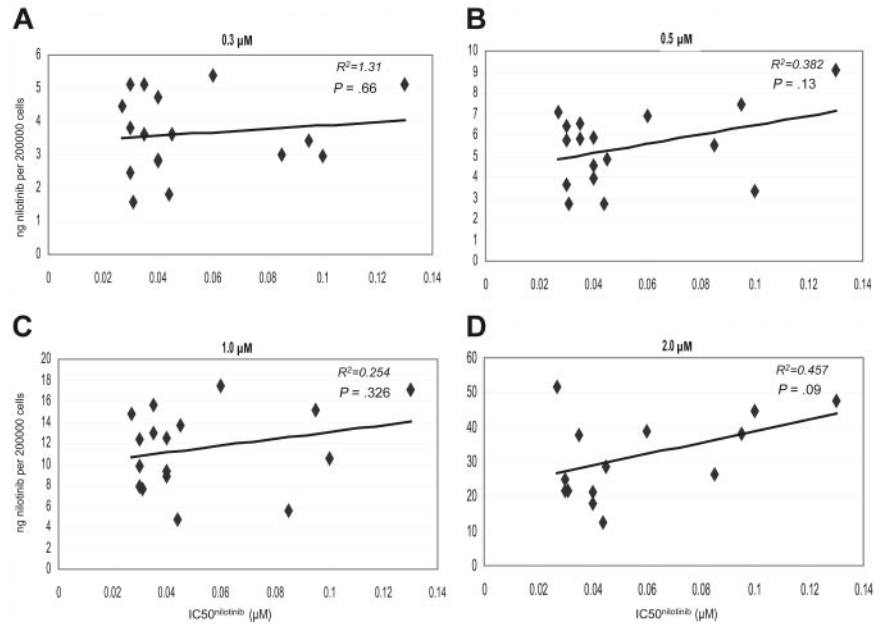 A
0.3 µM
R²=1.31
P = .66
ng nilotinib per 200000 cells
6
5
4
3
2
1
0
0 0.02 0.04 0.06 0.08 0.1 0.12 0.14
B
0.5 µM
R²=0.382
P = .13
10
9
8
7
6
5
4
3
2
1
0
0 0.02 0.04 0.06 0.08 0.1 0.12 0.14
C
1.0 µM
R²=0.254
P = .326
ng nilotinib per 200000 cells
20
18
16
14
12
10
8
6
4
2
0
0 0.02 0.04 0.06 0.08 0.1 0.12 0.14
IC50ⁿⁱˡᵒᵗⁱⁿⁱᵇ (µM)
D
2.0 µM
R²=0.457
P = .09
60
50
40
30
20
10
0
0 0.02 0.04 0.06 0.08 0.1 0.12 0.14
IC50ⁿⁱˡᵒᵗⁱⁿⁱᵇ (µM)